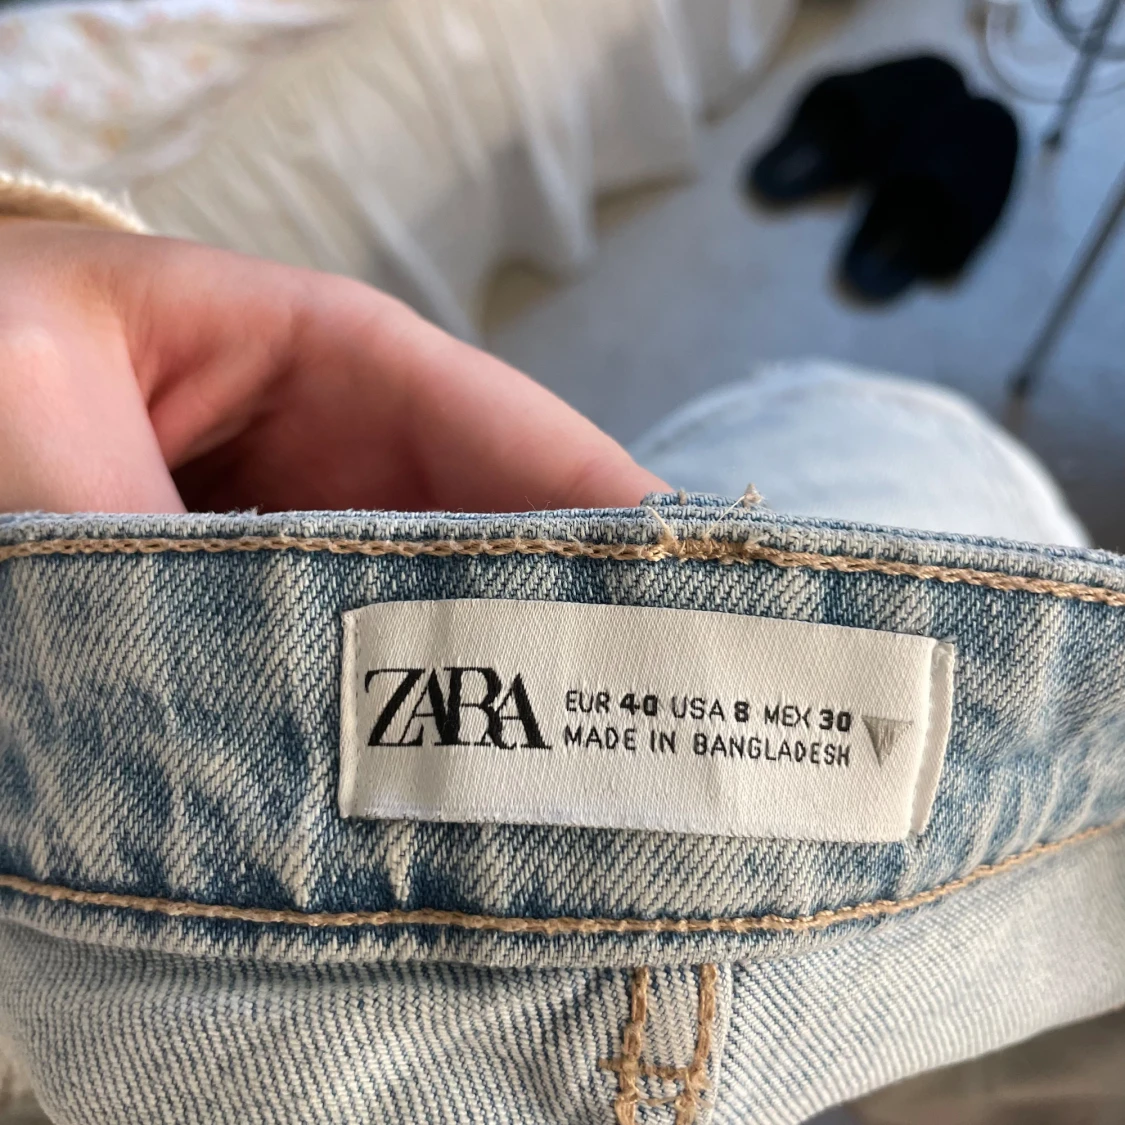 ZARA
EUR 40 USA 8 MEX 30
MADE IN BANGLADESH
W